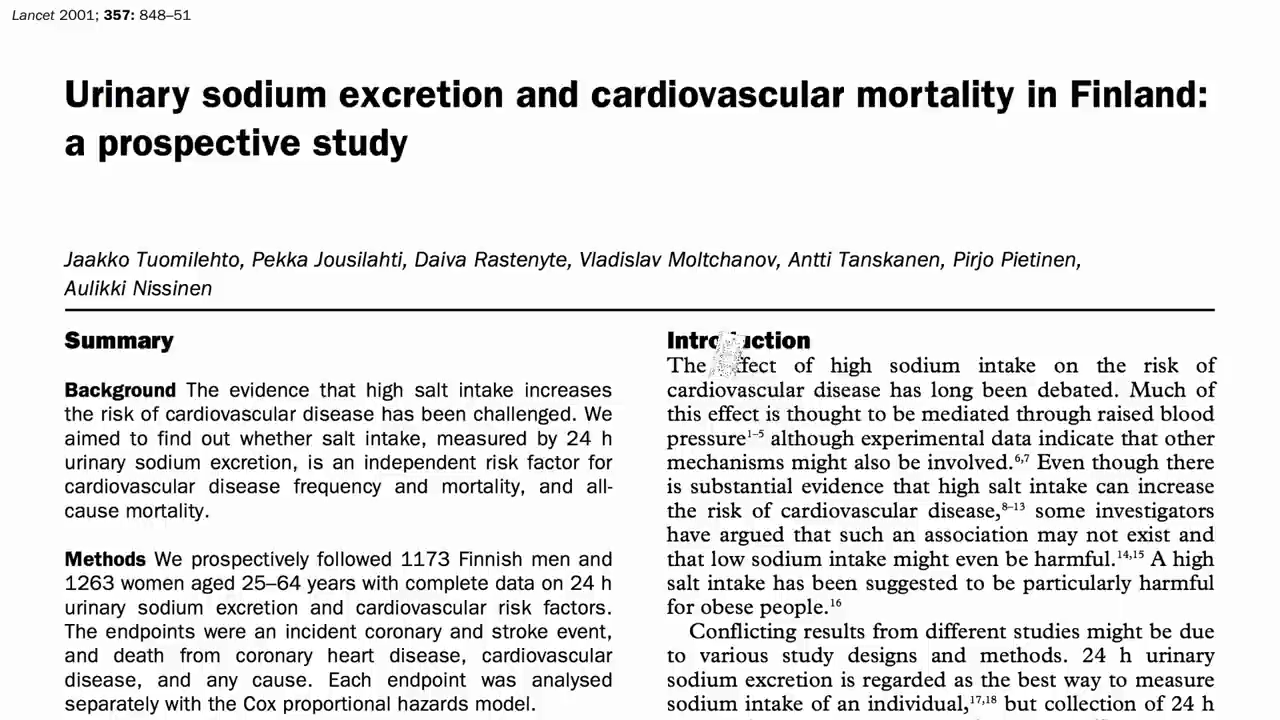 Lancet 2001; 357: 848–51
Urinary sodium excretion and cardiovascular mortality in Finland:
a prospective study
Jaakko Tuomilehto, Pekka Jousilahti, Daiva Rastenyte, Vladislav Moltchanov, Antti Tanskanen, Pirjo Pietinen,
Aulikki Nissinen
Summary
Background The evidence that high salt intake increases
the risk of cardiovascular disease has been challenged. We
aimed to find out whether salt intake, measured by 24 h
urinary sodium excretion, is an independent risk factor for
cardiovascular disease frequency and mortality, and all-
cause mortality.
Methods We prospectively followed 1173 Finnish men and
1263 women aged 25–64 years with complete data on 24 h
urinary sodium excretion and cardiovascular risk factors.
The endpoints were an incident coronary and stroke event,
and death from coronary heart disease, cardiovascular
disease, and any cause. Each endpoint was analysed
separately with the Cox proportional hazards model.
Introduction
The effect of high sodium intake on the risk of
cardiovascular disease has long been debated. Much of
this effect is thought to be mediated through raised blood
pressure¹⁻⁵ although experimental data indicate that other
mechanisms might also be involved.⁶,⁷ Even though there
is substantial evidence that high salt intake can increase
the risk of cardiovascular disease,⁸⁻¹³ some investigators
have argued that such an association may not exist and
that low sodium intake might even be harmful.¹⁴,¹⁵ A high
salt intake has been suggested to be particularly harmful
for obese people.¹⁶
Conflicting results from different studies might be due
to various study designs and methods. 24 h urinary
sodium excretion is regarded as the best way to measure
sodium intake of an individual,¹⁷,¹⁸ but collection of 24 h